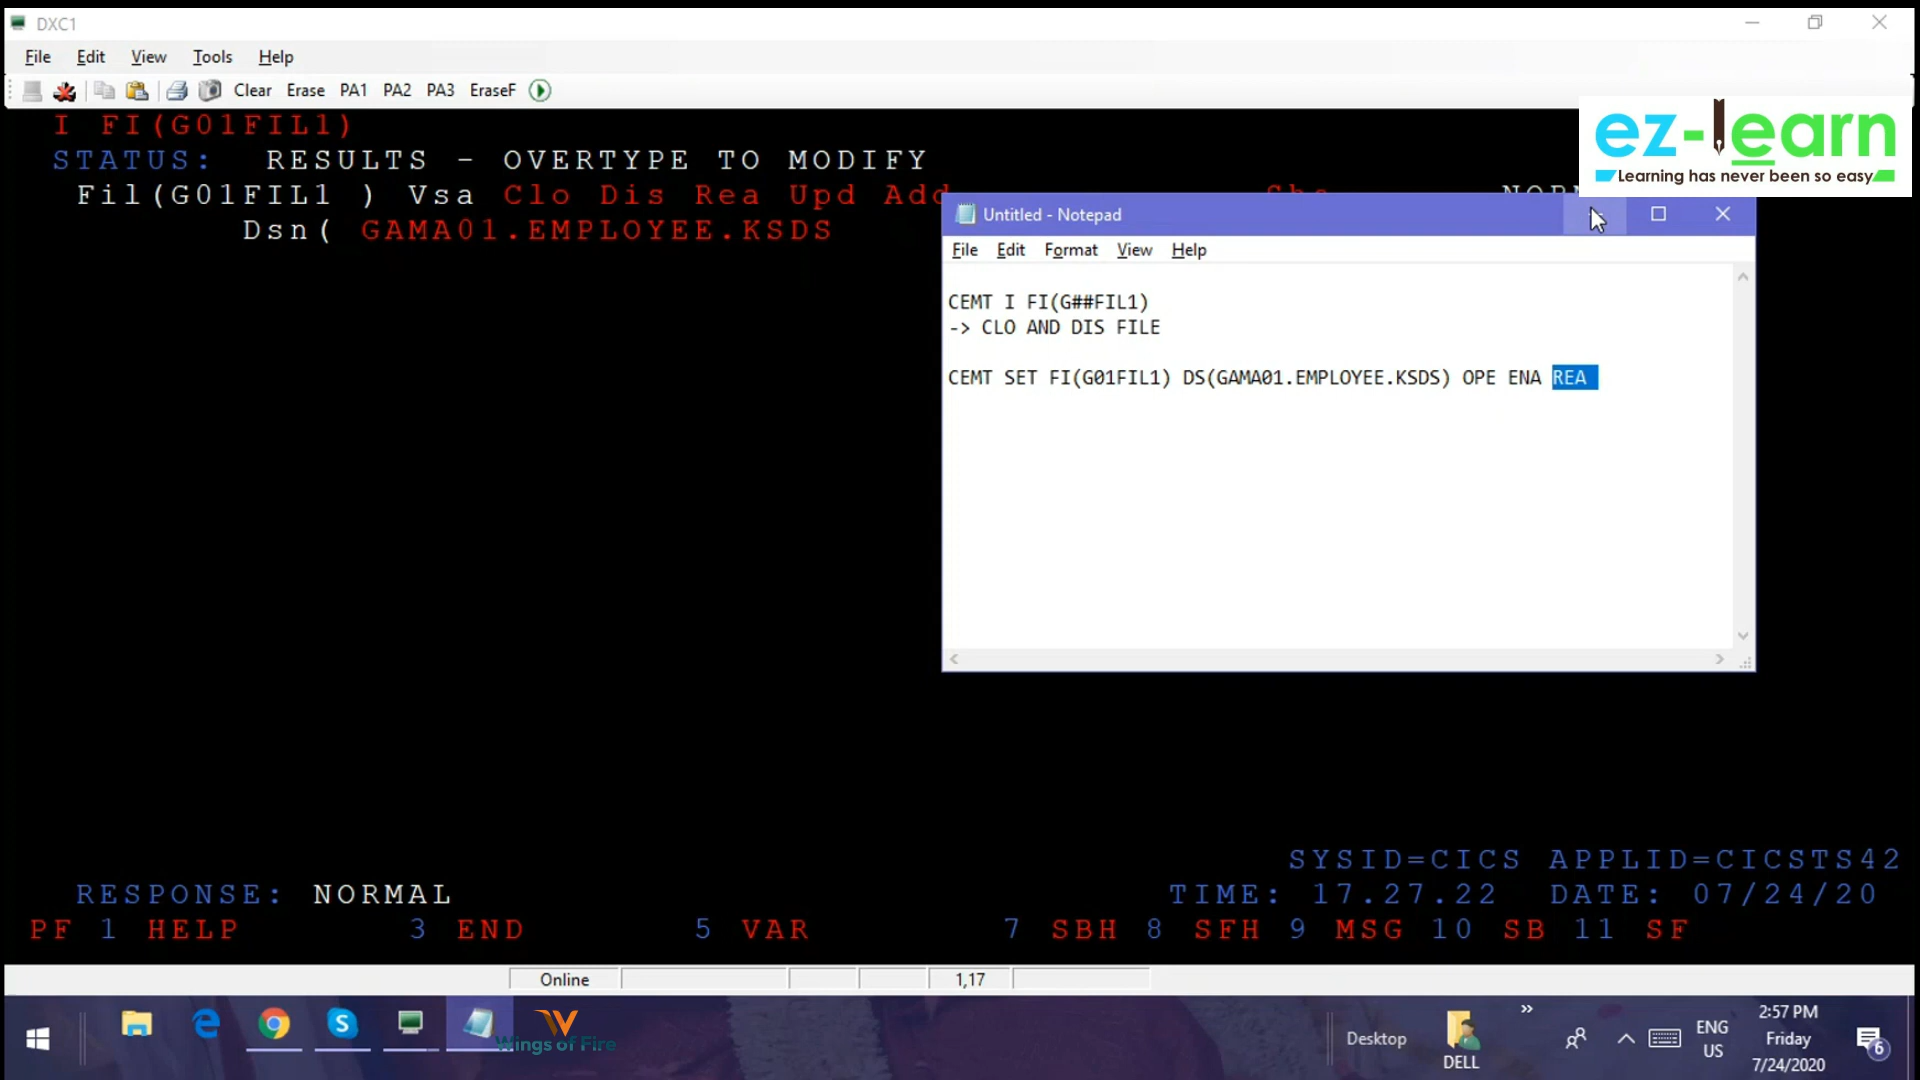 DXC1
File Edit View Tools Help
Clear Erase PA1 PA2 PA3 EraseF
I FI(G01FIL1)
STATUS: RESULTS - OVERTYPE TO MODIFY
Fil(G01FIL1 ) Vsa Clo Dis Rea Upd Add
Dsn( GAMA01.EMPLOYEE.KSDS
ez-learn
Learning has never been so easy
Untitled - Notepad
File Edit Format View Help
CEMT I FI(G##FIL1)
-> CLO AND DIS FILE
CEMT SET FI(G01FIL1) DS(GAMA01.EMPLOYEE.KSDS) OPE ENA REA
SYSID=CICS APPLID=CICSTS42
RESPONSE: NORMAL TIME: 17.27.22 DATE: 07/24/20
PF 1 HELP 3 END 5 VAR 7 SBH 8 SFH 9 MSG 10 SB 11 SF
Online 1,17
Wings of Fire
Desktop
DELL
»
ENG
US
2:57 PM
Friday
7/24/2020
6